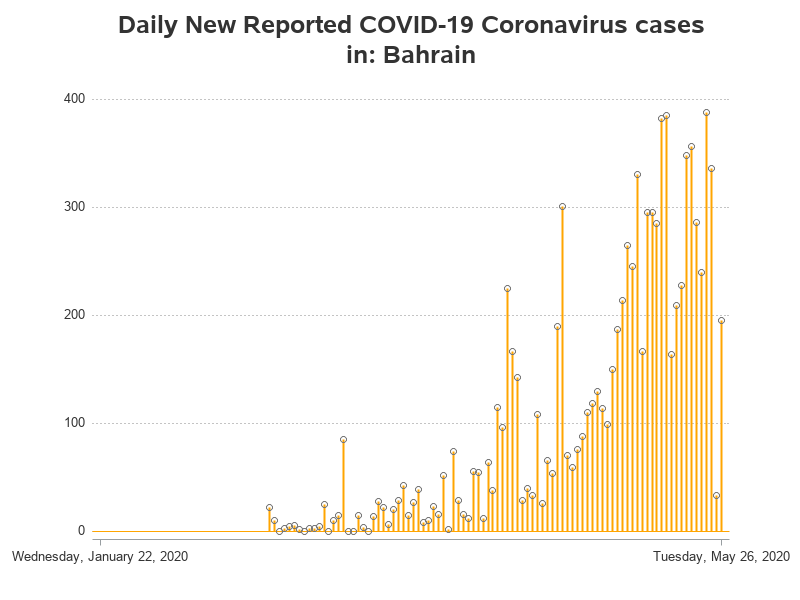 Daily New Reported COVID-19 Coronavirus cases
in: Bahrain
400
300
200
100
0
Wednesday, January 22, 2020
Tuesday, May 26, 2020